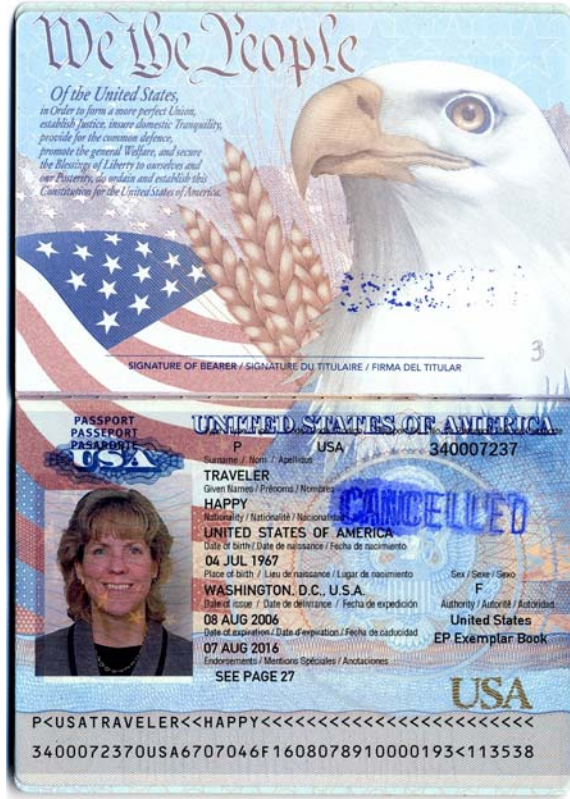 We the People
Of the United States,
in Order to form a more perfect Union,
establish Justice, insure domestic Tranquility,
provide for the common defence,
promote the general Welfare, and secure
the Blessings of Liberty to ourselves and
our Posterity, do ordain and establish this
Constitution for the United States of America.
SIGNATURE OF BEARER / SIGNATURE DU TITULAIRE / FIRMA DEL TITULAR
3
PASSPORT
PASSEPORT
PASAPORTE
USA
UNITED STATES OF AMERICA
P USA 340007237
Surname / Nom / Apellidos
TRAVELER
Given Names / Prénoms / Nombres
HAPPY
CANCELLED
Nationality / Nationalité / Nacionalidad
UNITED STATES OF AMERICA
Date of birth / Date de naissance / Fecha de nacimiento
04 JUL 1967
Place of birth / Lieu de naissance / Lugar de nacimiento Sex / Sexe / Sexo
WASHINGTON, D.C., U.S.A. F
Date of issue / Date de délivrance / Fecha de expedición Authority / Autorité / Autoridad
08 AUG 2006 United States
Date of expiration / Date d'expiration / Fecha de caducidad EP Exemplar Book
07 AUG 2016
Endorsements / Mentions Spéciales / Anotaciones
SEE PAGE 27
USA
P<USATRAVELER<<HAPPY<<<<<<<<<<<<<<<<<<<<<<<<
3400072370USA6707046F1608078910000193<113538